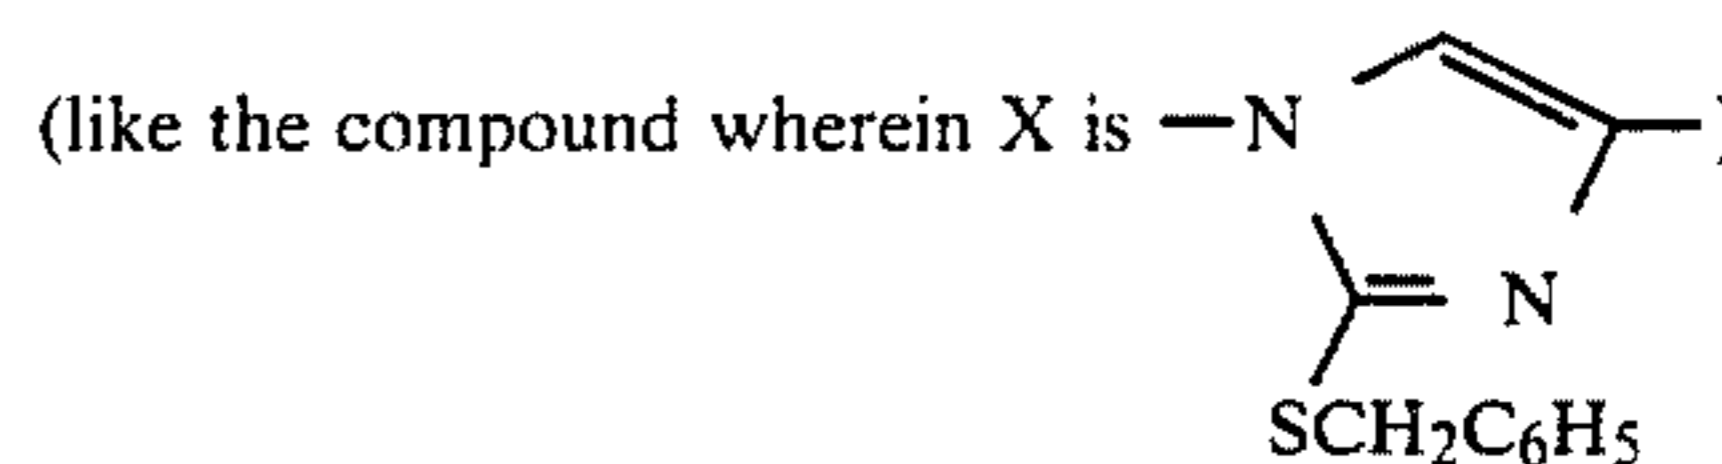 (like the compound wherein X is —N
N
SCH₂C₆H₅